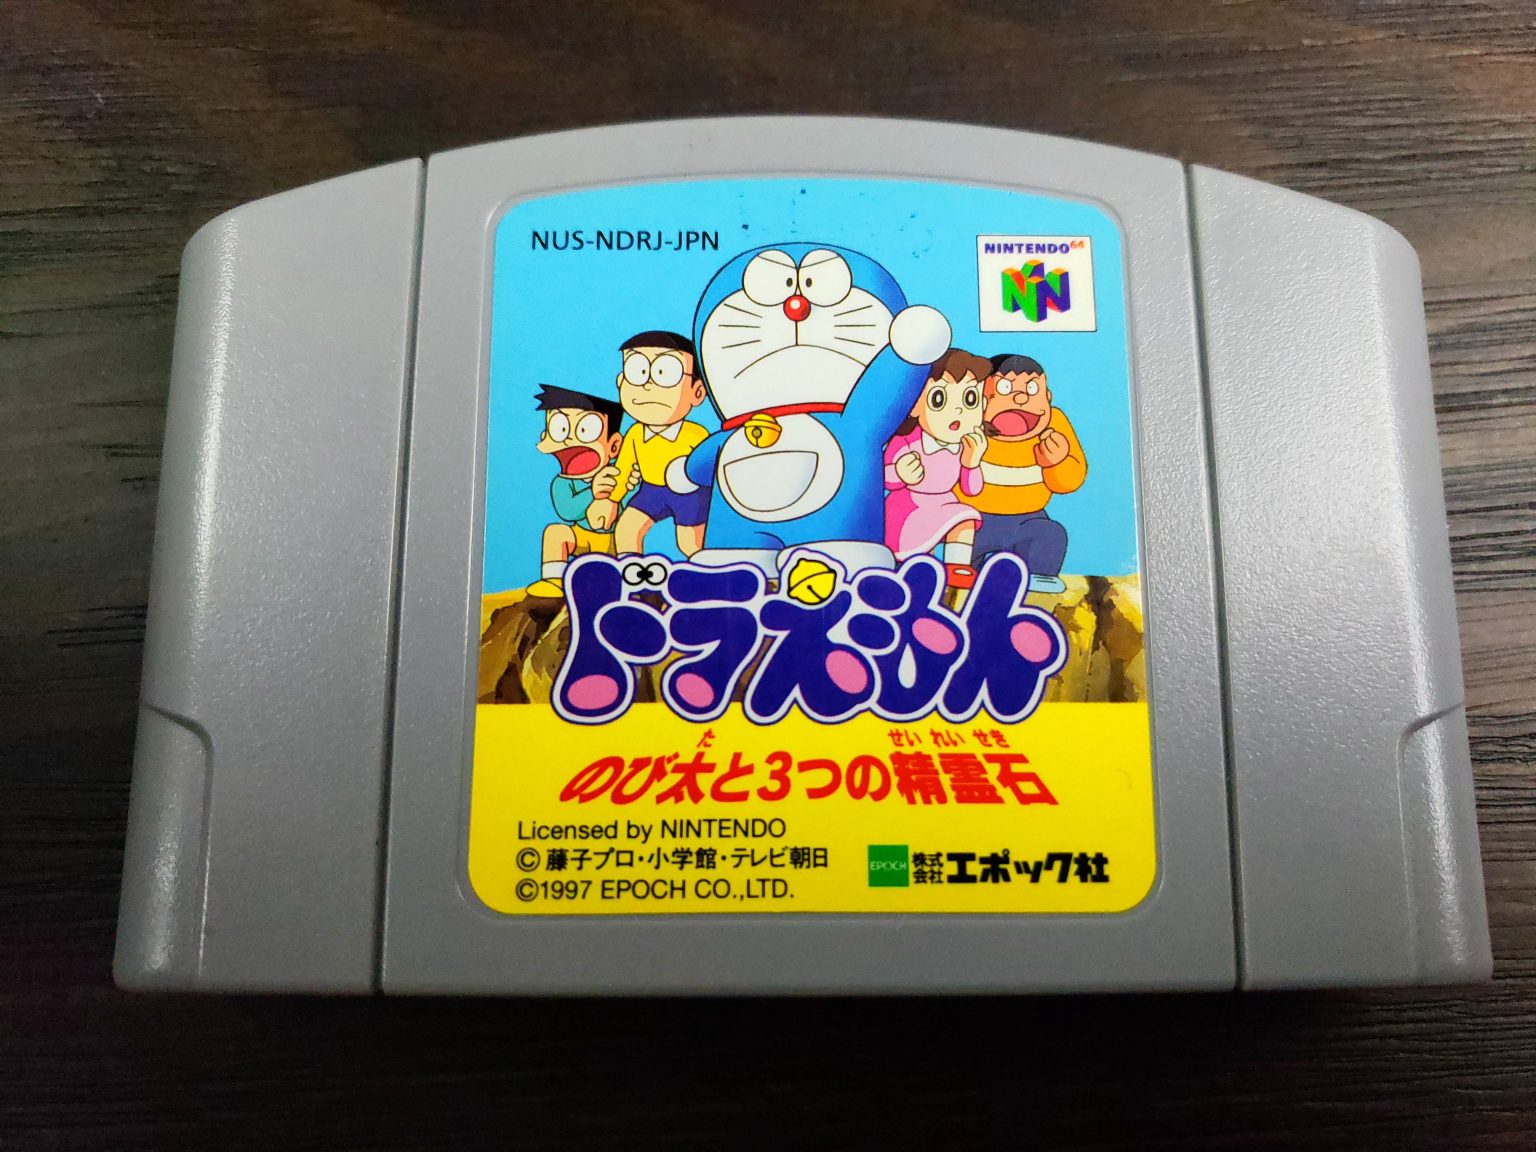 NUS-NDRJ-JPN
NINTENDO 64
ドラえもん
た せい れい せき
のび太と3つの精霊石
Licensed by NINTENDO
©藤子プロ・小学館・テレビ朝日
©1997 EPOCH CO.,LTD.
EPOCH 株式会社エポック社